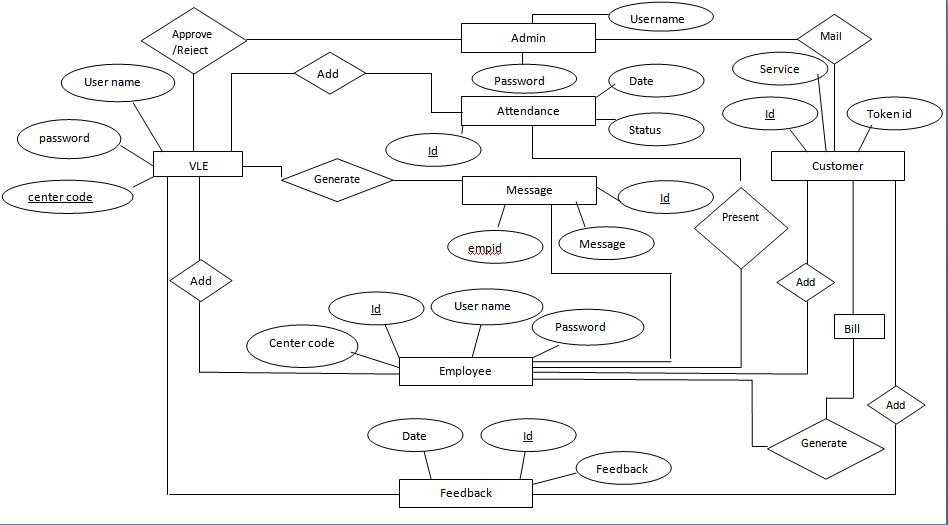 Username
Approve
/Reject
Admin
Mail
Service
Add
User name
Password
Date
Attendance
Id
Token id
Status
password
Id
VLE
Customer
Generate
Message
center code
Id
Present
empid
Message
Add
Add
Id
User name
Password
Bill
Center code
Employee
Add
Date
Id
Generate
Feedback
Feedback